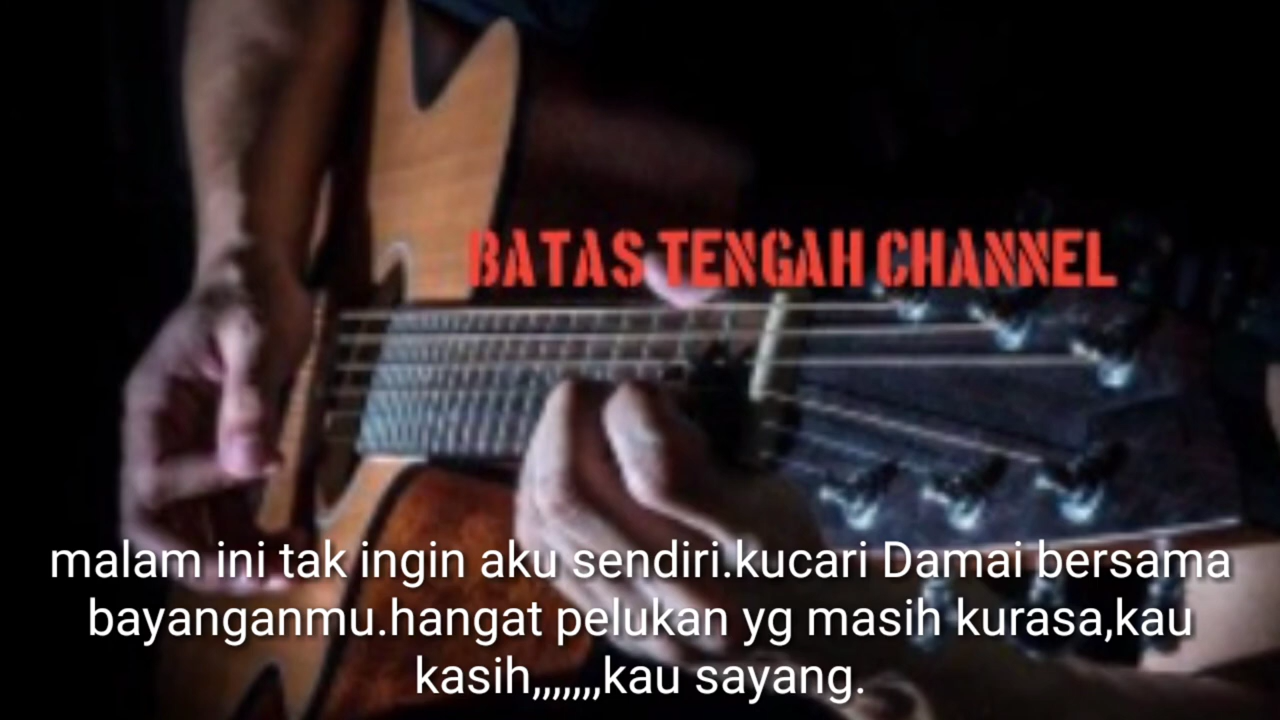 BATAS TENGAH CHANNEL
malam ini tak ingin aku sendiri.kucari Damai bersama
bayanganmu.hangat pelukan yg masih kurasa,kau
kasih,,,,,,,kau sayang.